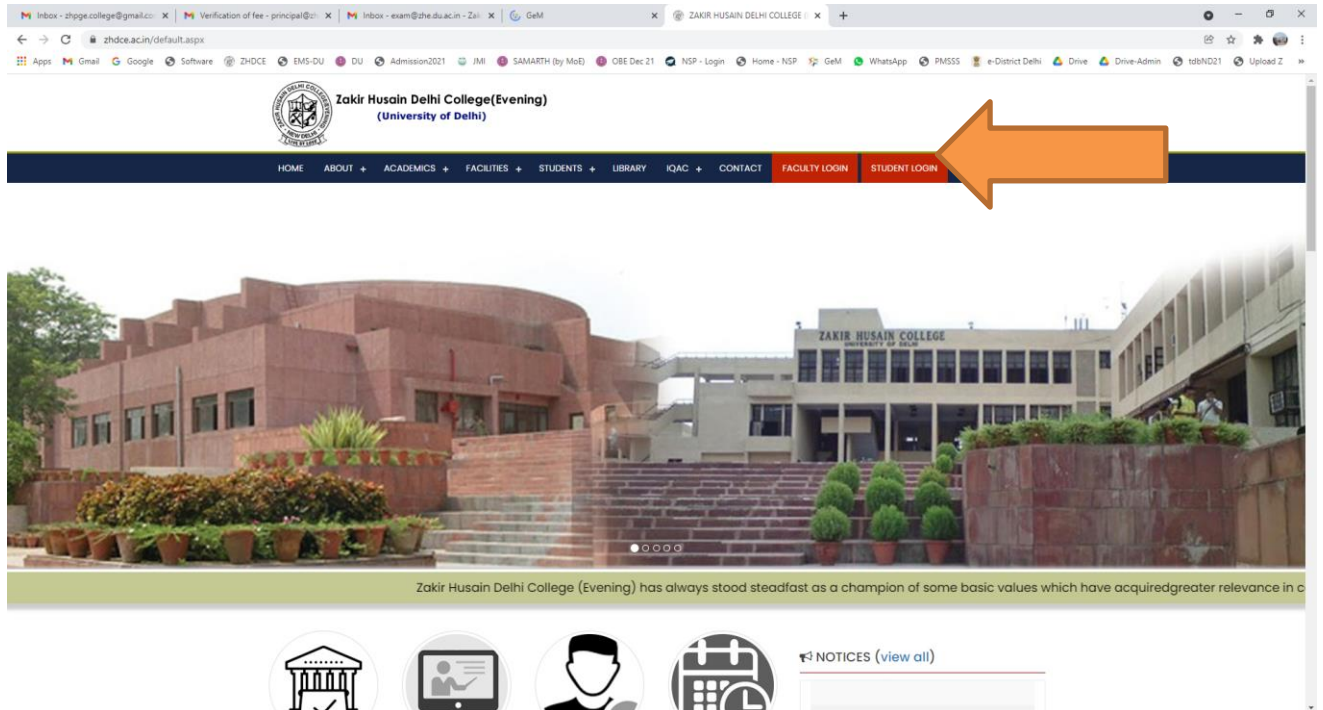 Inbox - zhpge.college@gmail.co
Verification of fee - principal@zh
Inbox - exam@zhe.du.ac.in - Zak
GeM
ZAKIR HUSAIN DELHI COLLEGE (
zhdce.ac.in/default.aspx
Apps
Gmail
Google
Software
ZHDCE
EMS-DU
DU
Admission2021
JMI
SAMARTH (by MoE)
OBE Dec 21
NSP - Login
Home - NSP
GeM
WhatsApp
PMSSS
e-District Delhi
Drive
Drive-Admin
tdbND21
Upload Z
»
Zakir Husain Delhi College(Evening)
(University of Delhi)
HOME ABOUT + ACADEMICS + FACILITIES + STUDENTS + LIBRARY IQAC + CONTACT FACULTY LOGIN STUDENT LOGIN
ZAKIR HUSAIN COLLEGE
UNIVERSITY OF DELHI
Zakir Husain Delhi College (Evening) has always stood steadfast as a champion of some basic values which have acquiredgreater relevance in c
NOTICES (view all)